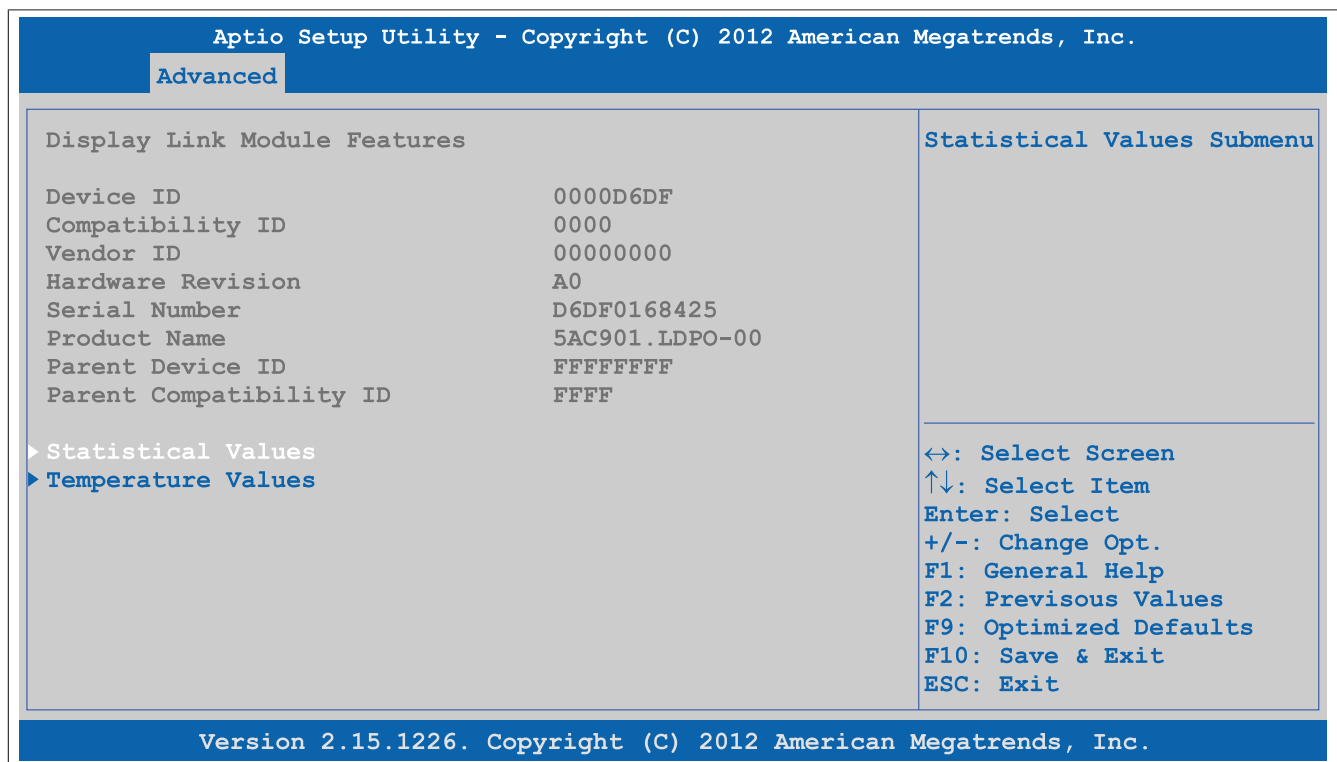 Aptio Setup Utility - Copyright (C) 2012 American Megatrends, Inc.
Advanced
Display Link Module Features
Device ID 0000D6DF
Compatibility ID 0000
Vendor ID 00000000
Hardware Revision A0
Serial Number D6DF0168425
Product Name 5AC901.LDPO-00
Parent Device ID FFFFFFFF
Parent Compatibility ID FFFF
Statistical Values
Temperature Values
Statistical Values Submenu
↔: Select Screen
↑↓: Select Item
Enter: Select
+/-: Change Opt.
F1: General Help
F2: Previsous Values
F9: Optimized Defaults
F10: Save & Exit
ESC: Exit
Version 2.15.1226. Copyright (C) 2012 American Megatrends, Inc.